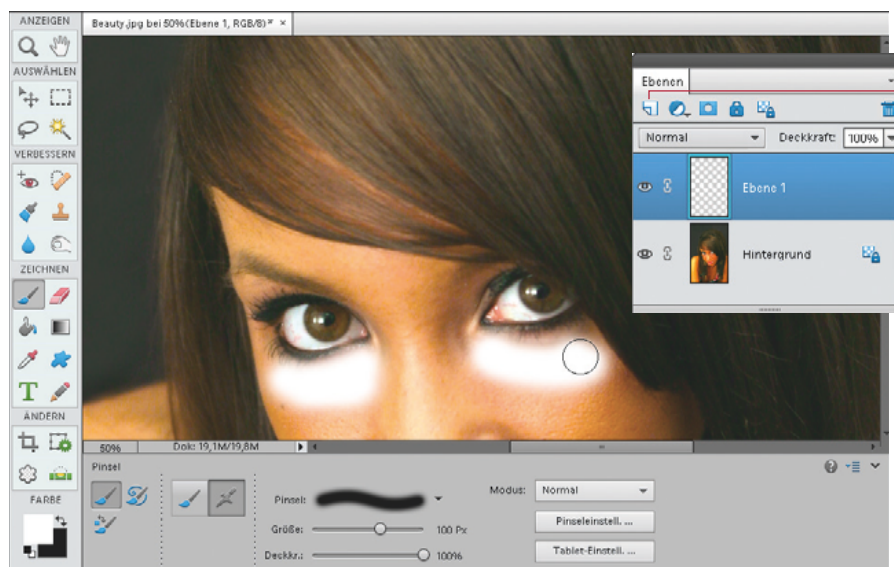 ANZEIGEN
Beauty.jpg bei 50% (Ebene 1, RGB/8) * ×
AUSWÄHLEN
VERBESSERN
ZEICHNEN
T
ÄNDERN
FARBE
Ebenen
Normal Deckkraft: 100%
Ebene 1
Hintergrund
50% Dok: 19,1M/19,8M
Pinsel
Pinsel:
Größe: 100 Px
Deckkr.: 100%
Modus: Normal
Pinseleinstell. ...
Tablet-Einstell. ...